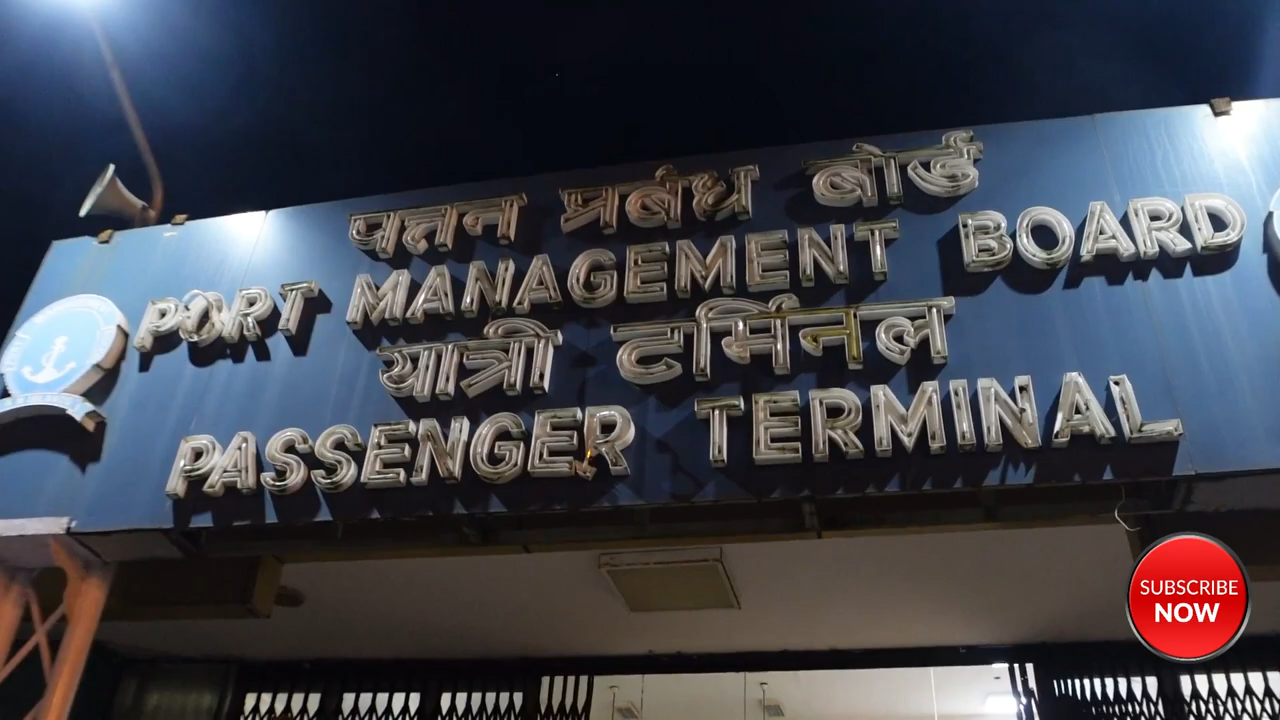 पत्तन प्रबंध बोर्ड
PORT MANAGEMENT BOARD
यात्री टर्मिनल
PASSENGER TERMINAL
SUBSCRIBE
NOW